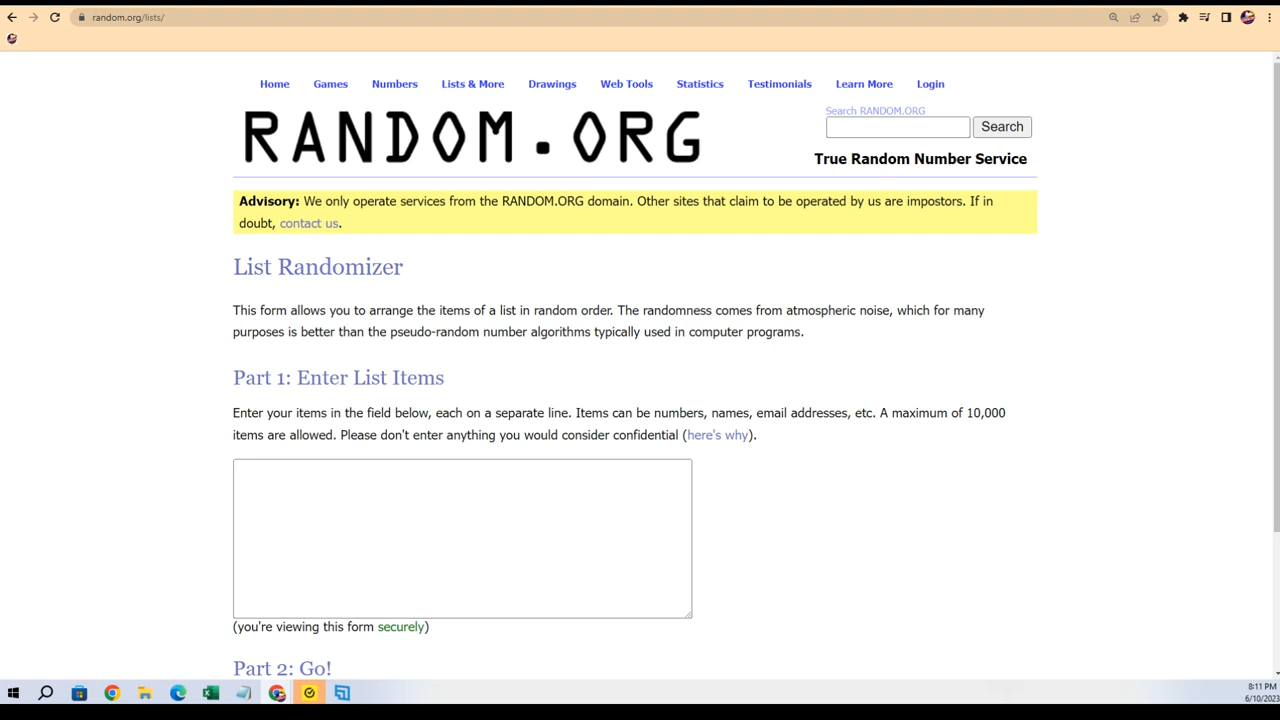 random.org/lists/
Home Games Numbers Lists & More Drawings Web Tools Statistics Testimonials Learn More Login
RANDOM.ORG
Search RANDOM.ORG
Search
True Random Number Service
Advisory: We only operate services from the RANDOM.ORG domain. Other sites that claim to be operated by us are impostors. If in
doubt, contact us.
List Randomizer
This form allows you to arrange the items of a list in random order. The randomness comes from atmospheric noise, which for many
purposes is better than the pseudo-random number algorithms typically used in computer programs.
Part 1: Enter List Items
Enter your items in the field below, each on a separate line. Items can be numbers, names, email addresses, etc. A maximum of 10,000
items are allowed. Please don't enter anything you would consider confidential (here's why).
(you're viewing this form securely)
Part 2: Go!
8:11 PM
6/10/2023